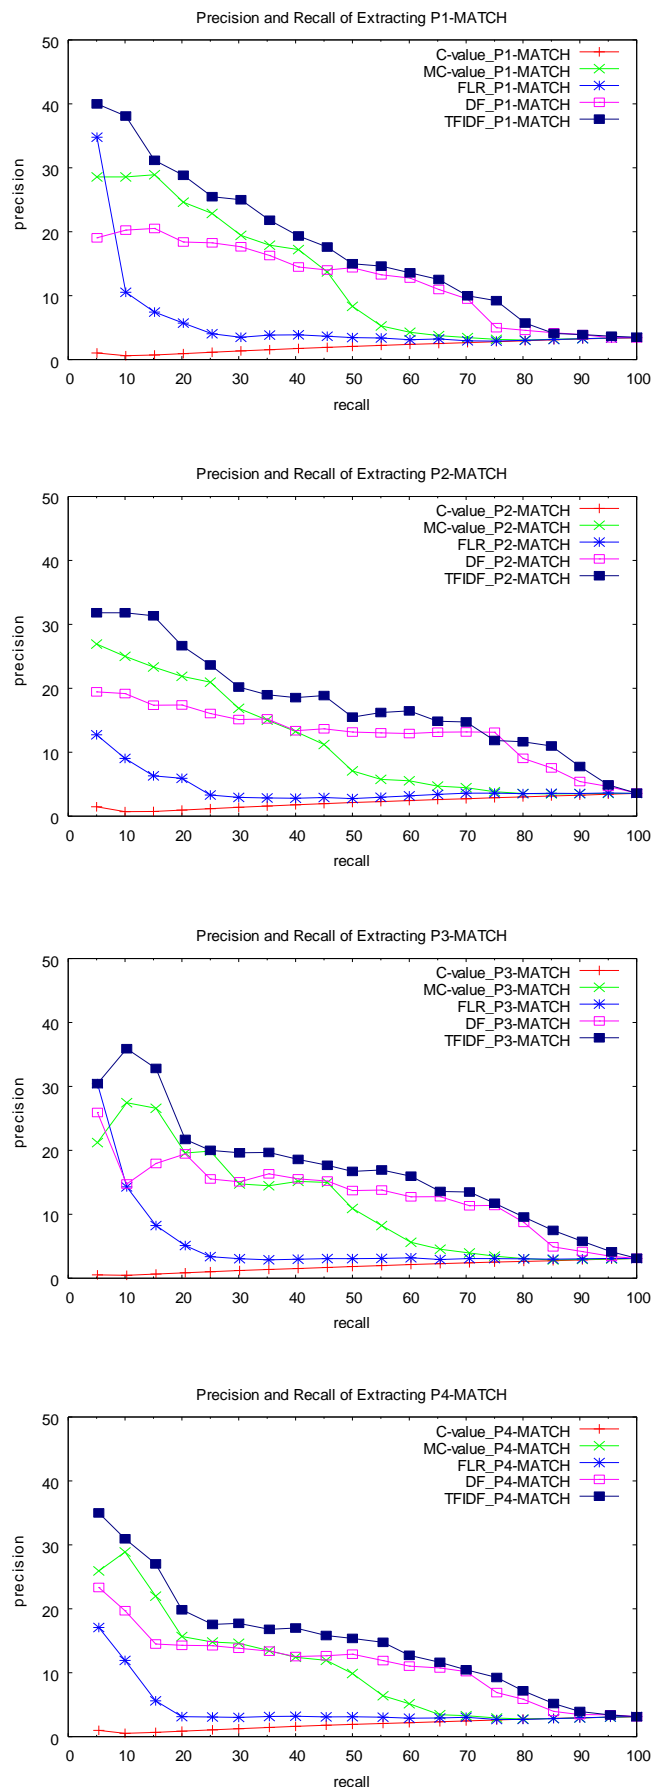 Precision and Recall of Extracting P1-MATCH
50
40
30
20
10
0
precision
C-value_P1-MATCH
MC-value_P1-MATCH
FLR_P1-MATCH
DF_P1-MATCH
TFIDF_P1-MATCH
0 10 20 30 40 50 60 70 80 90 100
recall
Precision and Recall of Extracting P2-MATCH
50
40
30
20
10
0
precision
C-value_P2-MATCH
MC-value_P2-MATCH
FLR_P2-MATCH
DF_P2-MATCH
TFIDF_P2-MATCH
0 10 20 30 40 50 60 70 80 90 100
recall
Precision and Recall of Extracting P3-MATCH
50
40
30
20
10
0
precision
C-value_P3-MATCH
MC-value_P3-MATCH
FLR_P3-MATCH
DF_P3-MATCH
TFIDF_P3-MATCH
0 10 20 30 40 50 60 70 80 90 100
recall
Precision and Recall of Extracting P4-MATCH
50
40
30
20
10
0
precision
C-value_P4-MATCH
MC-value_P4-MATCH
FLR_P4-MATCH
DF_P4-MATCH
TFIDF_P4-MATCH
0 10 20 30 40 50 60 70 80 90 100
recall